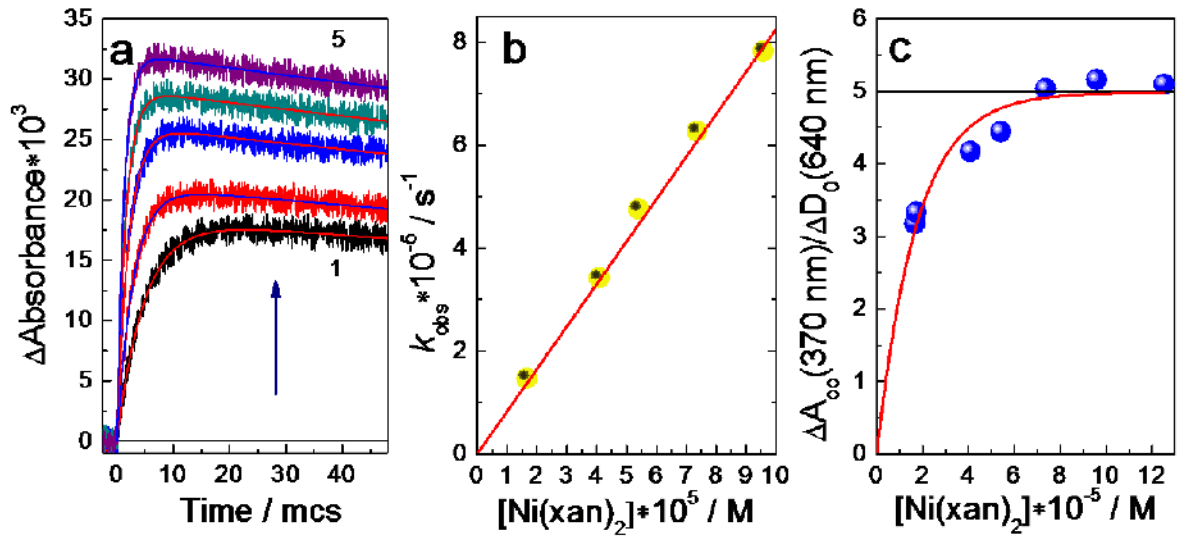 a
5
1
ΔAbsorbance*10³
35
30
25
20
15
10
5
0
0 10 20 30 40
Time / mcs
b
k_obs*10⁻⁶ / s⁻¹
8
6
4
2
0
0 1 2 3 4 5 6 7 8 9 10
[Ni(xan)₂]*10⁵ / M
c
ΔA_oo(370 nm)/ΔD₀(640 nm)
6
5
4
3
2
1
0
0 2 4 6 8 10 12
[Ni(xan)₂]*10⁻⁵ / M